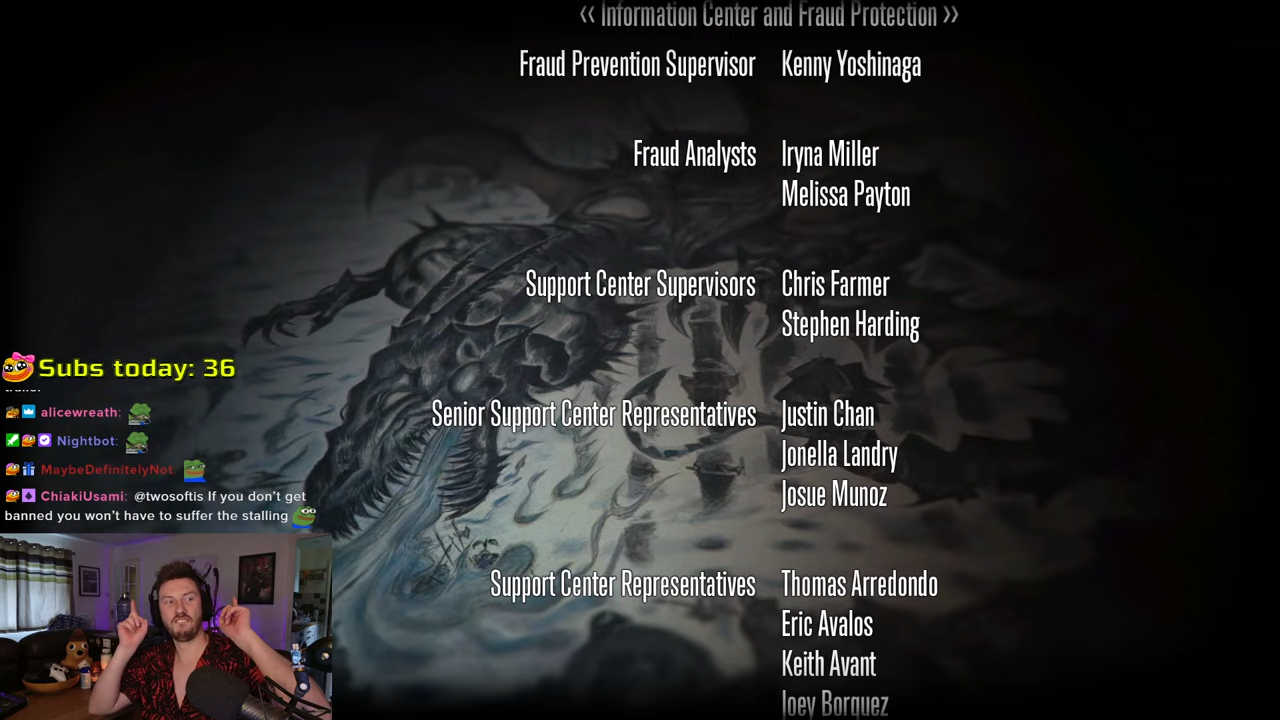 « Information Center and Fraud Protection »
Fraud Prevention Supervisor Kenny Yoshinaga
Fraud Analysts Iryna Miller
Melissa Payton
Support Center Supervisors Chris Farmer
Stephen Harding
Senior Support Center Representatives Justin Chan
Jonella Landry
Josue Munoz
Support Center Representatives Thomas Arredondo
Eric Avalos
Keith Avant
Joey Borquez
Subs today: 36
alicewreath:
Nightbot:
MaybeDefinitelyNot:
ChiakiUsami: @twosoftis If you don't get
banned you won't have to suffer the stalling